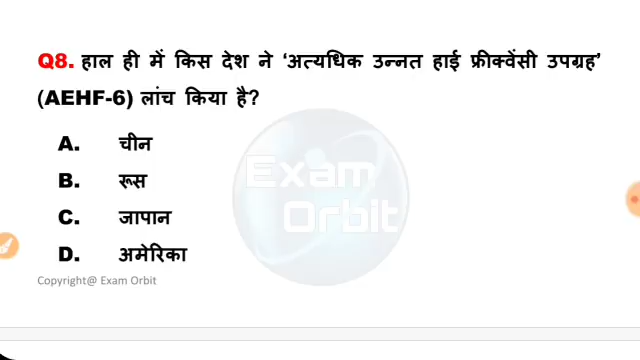 Q8. हाल ही में किस देश ने ‘अत्यधिक उन्नत हाई फ्रीक्वेंसी उपग्रह’
(AEHF-6) लांच किया है?
A. चीन
B. रूस
C. जापान
D. अमेरिका
Exam
Orbit
Copyright@ Exam Orbit